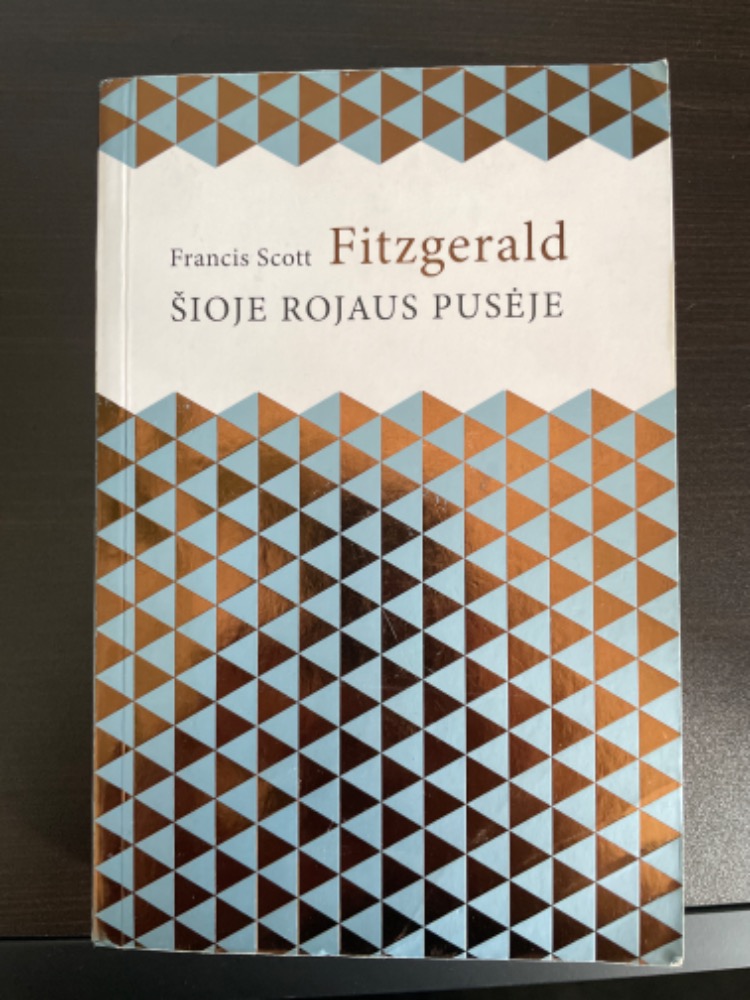 Francis Scott Fitzgerald
ŠIOJE ROJAUS PUSĖJE